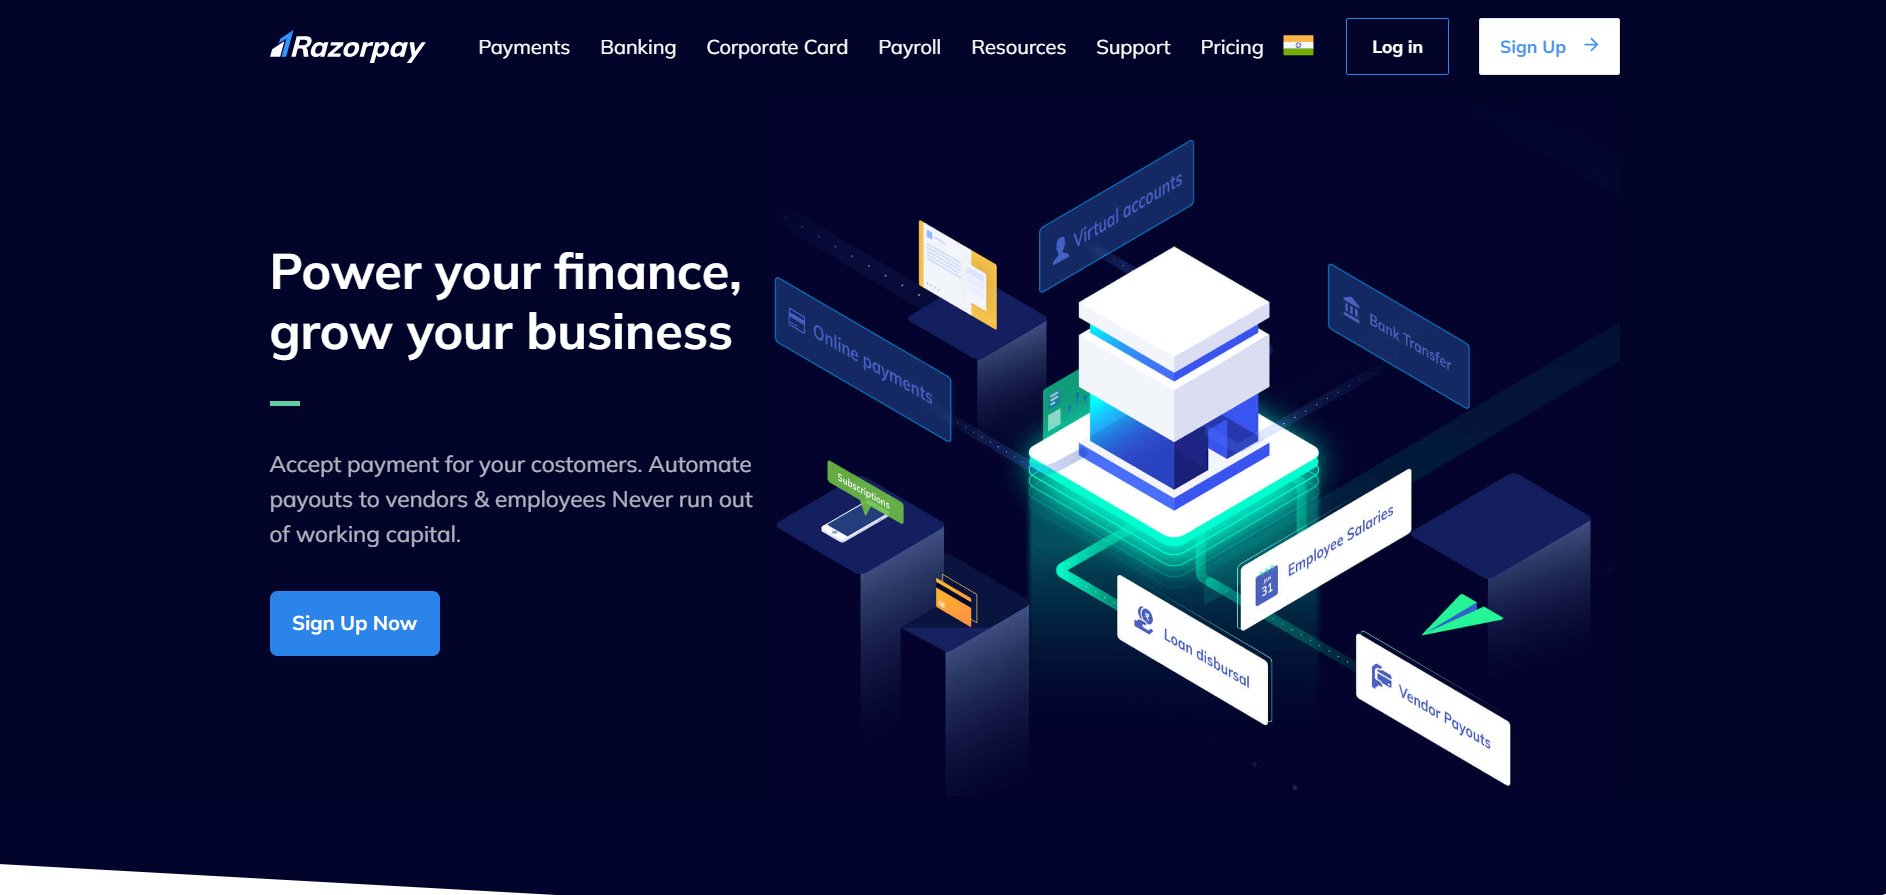 Razorpay
Payments
Banking
Corporate Card
Payroll
Resources
Support
Pricing
Log in
Sign Up
Power your finance,
grow your business
Accept payment for your costomers. Automate
payouts to vendors & employees Never run out
of working capital.
Sign Up Now
Virtual accounts
Online payments
Bank Transfer
Subscriptions
Employee Salaries
JAN
31
Loan disbursal
Vendor Payouts